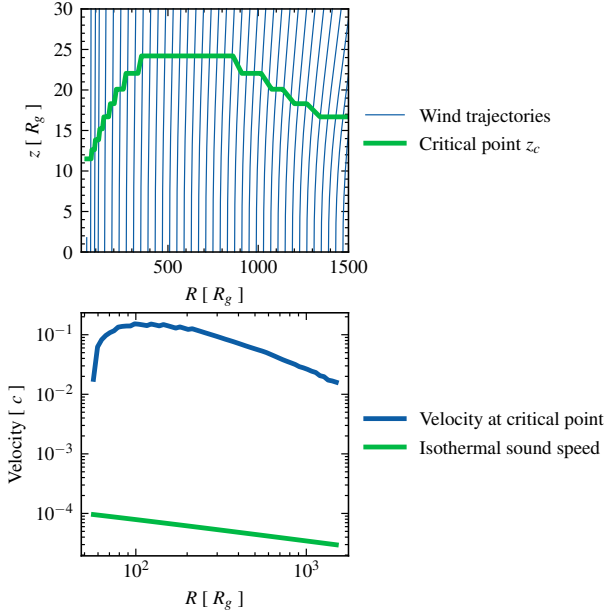 30
25
20
15
10
5
0
z [ R_g ]
500 1000 1500
R [ R_g ]
Wind trajectories
Critical point z_c
10^{-1}
10^{-2}
10^{-3}
10^{-4}
Velocity [ c ]
10^2 10^3
R [ R_g ]
Velocity at critical point
Isothermal sound speed